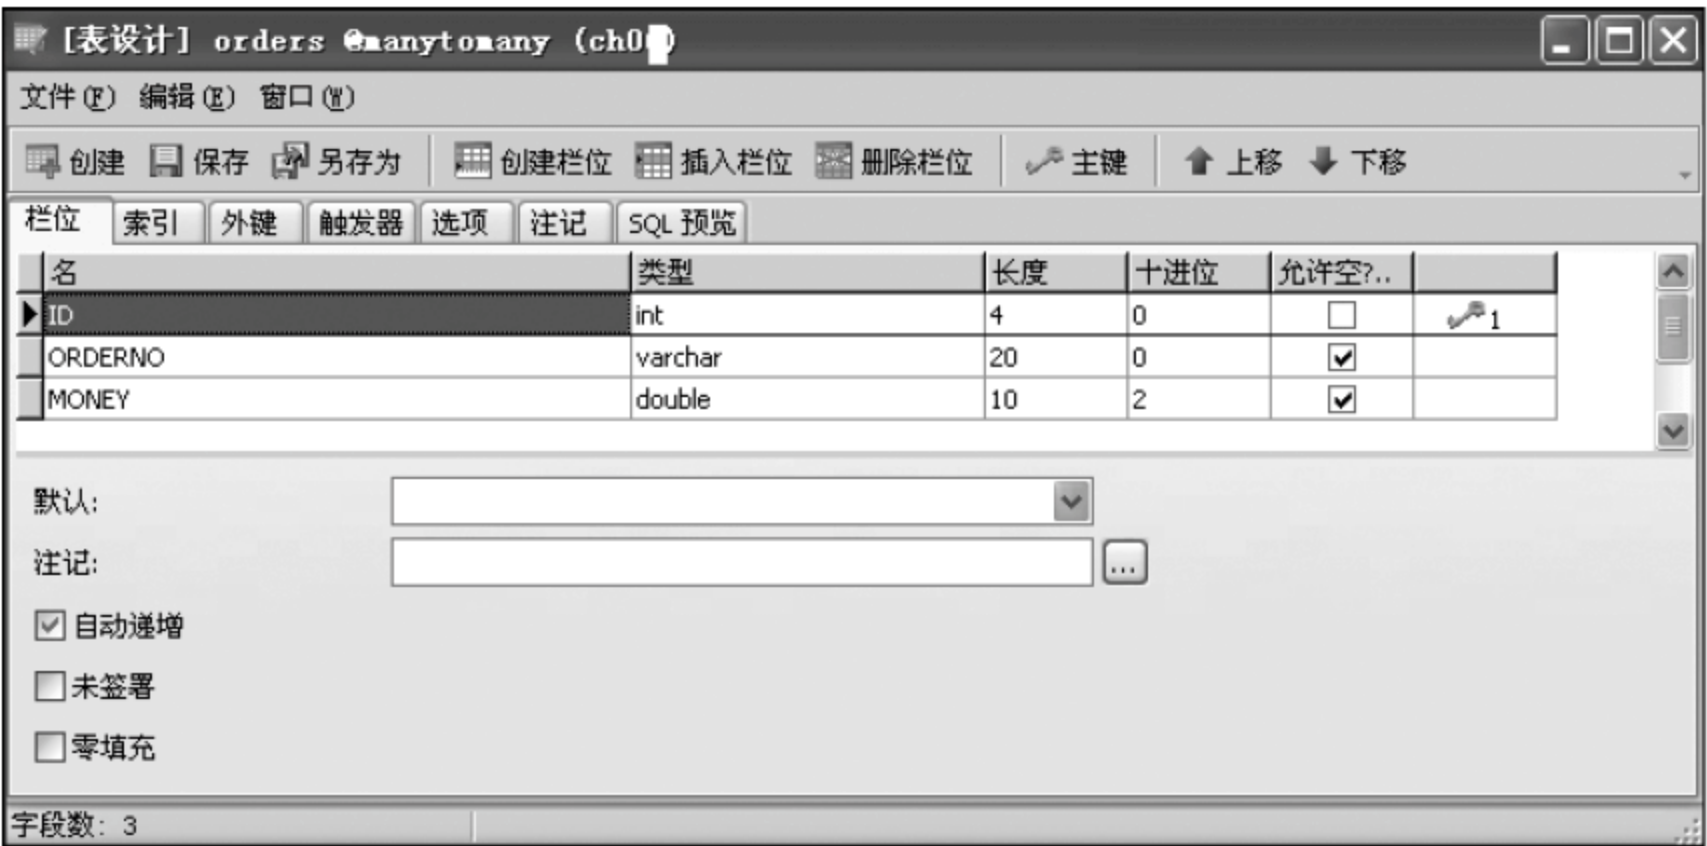 [表设计] orders @manytomany (ch0
文件(F) 编辑(E) 窗口(W)
创建 保存 另存为 创建栏位 插入栏位 删除栏位 主键 上移 下移
栏位 索引 外键 触发器 选项 注记 SQL 预览
名 类型 长度 十进位 允许空?..
ID int 4 0 1
ORDERNO varchar 20 0
MONEY double 10 2
默认:
注记:
...
自动递增
未签署
零填充
字段数: 3